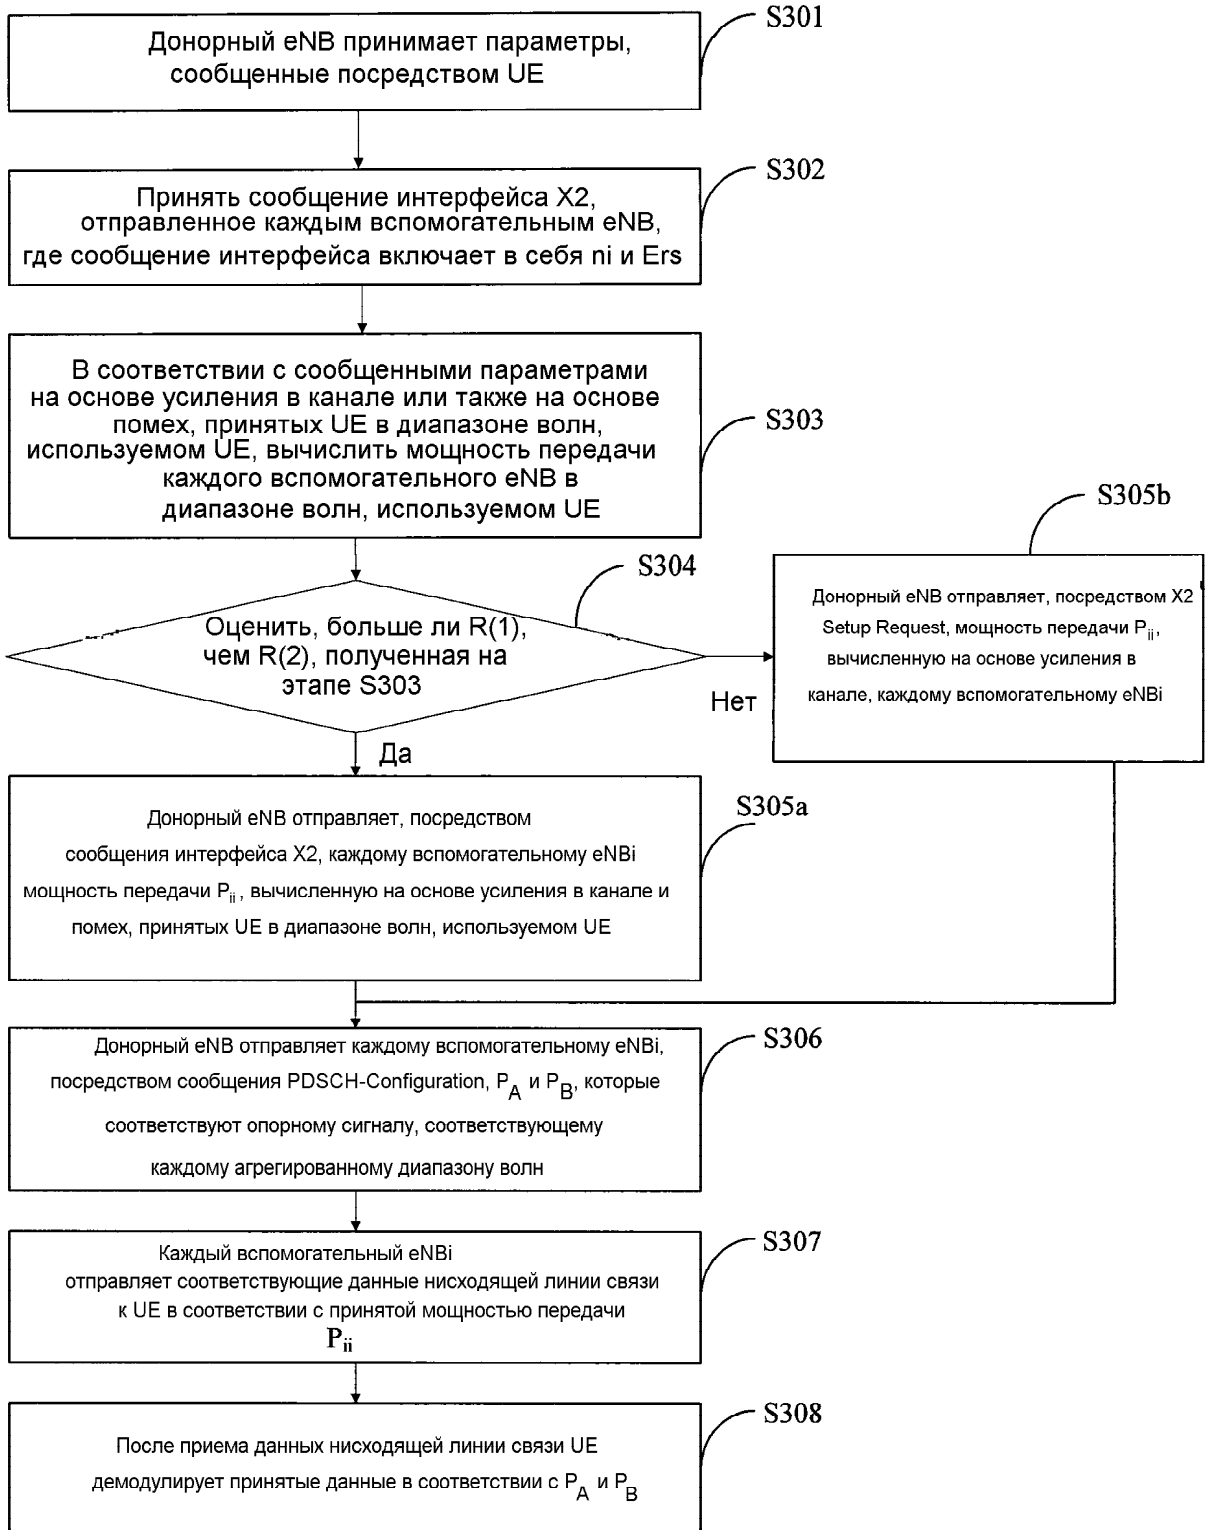 S301
Донорный eNB принимает параметры,
сообщенные посредством UE
S302
Принять сообщение интерфейса X2,
отправленное каждым вспомогательным eNB,
где сообщение интерфейса включает в себя ni и Ers
S303
В соответствии с сообщенными параметрами
на основе усиления в канале или также на основе
помех, принятых UE в диапазоне волн,
используемом UE, вычислить мощность передачи
каждого вспомогательного eNB в
диапазоне волн, используемом UE
S304
Оценить, больше ли R(1),
чем R(2), полученная на
этапе S303
Нет
Да
S305b
Донорный eNB отправляет, посредством X2
Setup Request, мощность передачи Pii,
вычисленную на основе усиления в
канале, каждому вспомогательному eNBi
S305a
Донорный eNB отправляет, посредством
сообщения интерфейса X2, каждому вспомогательному eNBi
мощность передачи Pii, вычисленную на основе усиления в канале и
помех, принятых UE в диапазоне волн, используемом UE
S306
Донорный eNB отправляет каждому вспомогательному eNBi,
посредством сообщения PDSCH-Configuration, PA и PB, которые
соответствуют опорному сигналу, соответствующему
каждому агрегированному диапазону волн
S307
Каждый вспомогательный eNBi
отправляет соответствующие данные нисходящей линии связи
к UE в соответствии с принятой мощностью передачи
Pii
S308
После приема данных нисходящей линии связи UE
демодулирует принятые данные в соответствии с PA и PB